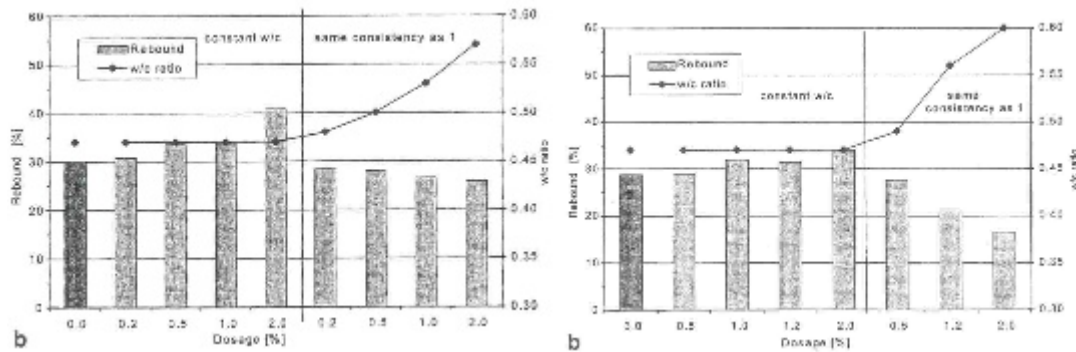 60
50
40
30
20
10
0
Rebound [%]
Rebound
w/c ratio
constant w/c
same consistency as 1
0.60
0.55
0.50
0.45
0.40
0.35
0.30
w/c ratio
0.0 0.2 0.5 1.0 2.0 0.2 0.5 1.0 2.0
Dosage [%]
b
60
50
40
30
20
10
0
Rebound [%]
Rebound
w/c ratio
constant w/c
same
consistency as 1
0.60
0.55
0.50
0.45
0.40
0.35
0.30
w/c ratio
0.0 0.5 1.0 1.2 2.0 0.5 1.2 2.0
Dosage [%]
b